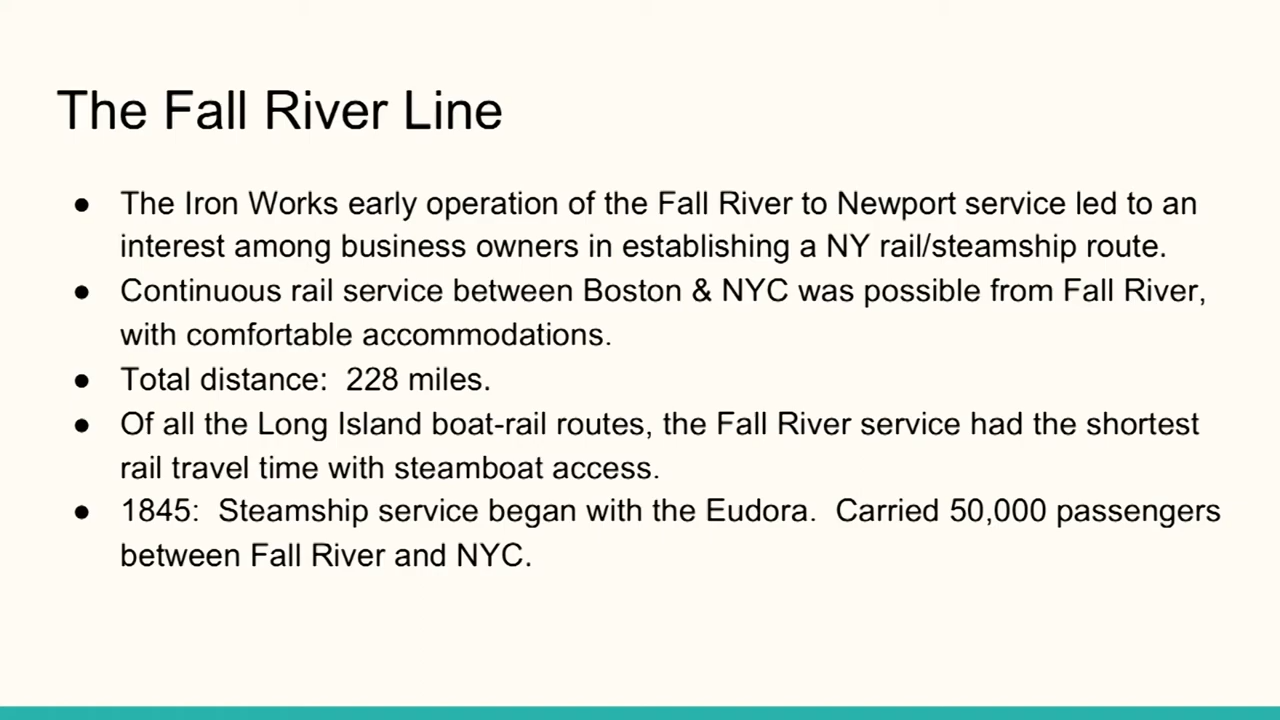 The Fall River Line
● The Iron Works early operation of the Fall River to Newport service led to an
interest among business owners in establishing a NY rail/steamship route.
● Continuous rail service between Boston & NYC was possible from Fall River,
with comfortable accommodations.
● Total distance:  228 miles.
● Of all the Long Island boat-rail routes, the Fall River service had the shortest
rail travel time with steamboat access.
● 1845:  Steamship service began with the Eudora.  Carried 50,000 passengers
between Fall River and NYC.